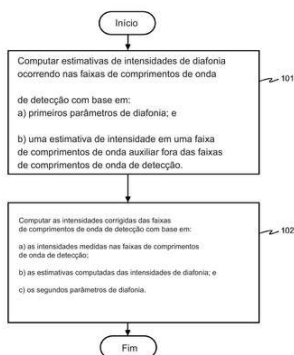 Início
Computar estimativas de intensidades de diafonia
ocorrendo nas faixas de comprimentos de onda
de detecção com base em:
a) primeiros parâmetros de diafonia; e
b) uma estimativa de intensidade em uma faixa
de comprimentos de onda auxiliar fora das faixas
de comprimentos de onda de detecção.
101
Computar as intensidades corrigidas das faixas
de comprimentos de onda de detecção com base em:
a) as intensidades medidas nas faixas de comprimentos
de onda de detecção;
b) as estimativas computadas das intensidades de diafonia; e
c) os segundos parâmetros de diafonia.
102
Fim